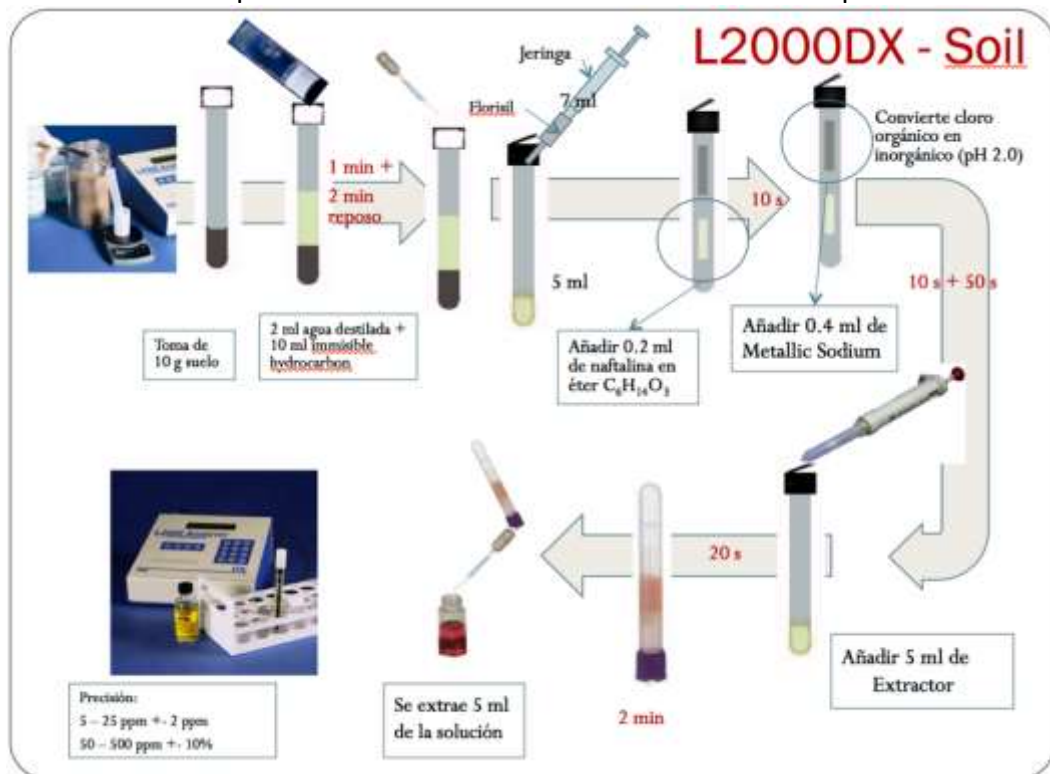 L2000DX - Soil
Jeringa
Florisil
7 ml
Convierte cloro
orgánico en
inorgánico (pH 2.0)
1 min +
2 min
reposo
10 s
10 s + 50 s
5 ml
Toma de
10 g suelo
2 ml agua destilada +
10 ml immisible
hydrocarbon
Añadir 0.2 ml
de naftalina en
éter C₆H₁₄O₃
Añadir 0.4 ml de
Metallic Sodium
20 s
Añadir 5 ml de
Extractor
2 min
Se extrae 5 ml
de la solución
Precisión:
5 – 25 ppm +- 2 ppm
50 – 500 ppm +- 10%